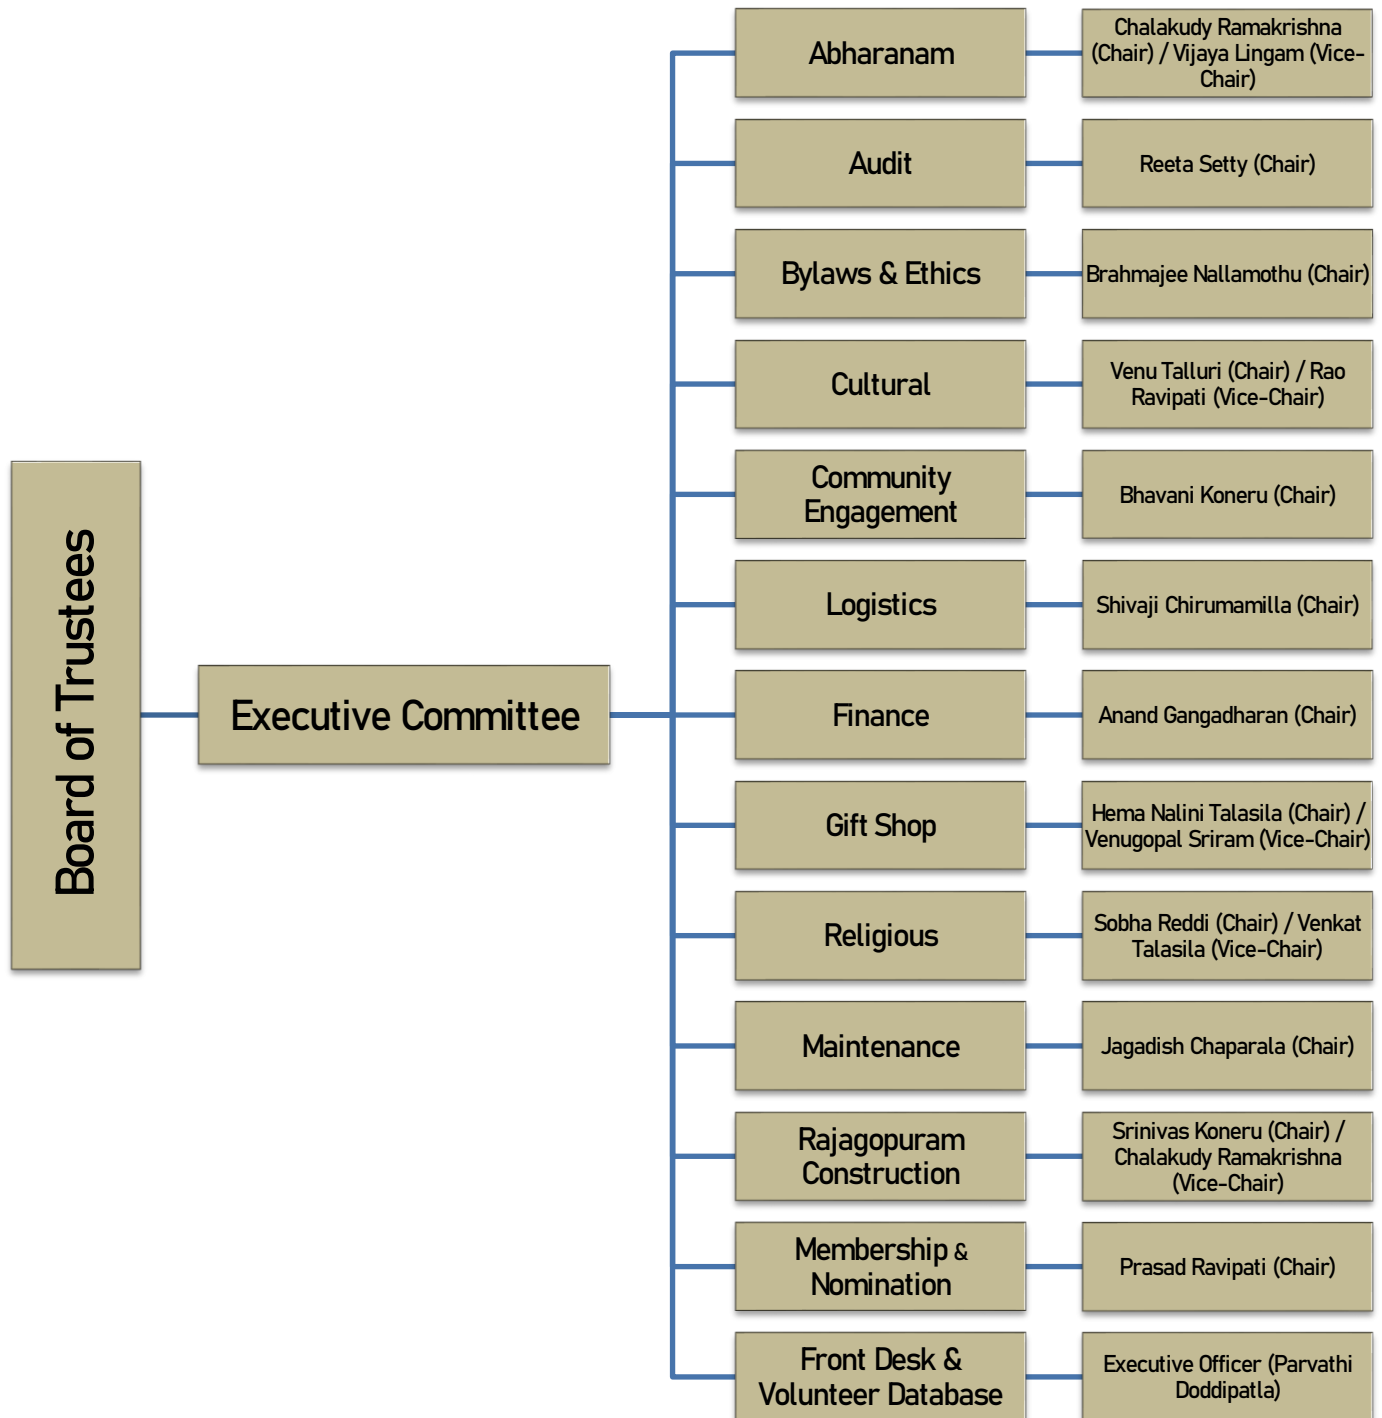 Board of Trustees
Executive Committee
Abharanam
Chalakudy Ramakrishna
(Chair) / Vijaya Lingam (Vice-
Chair)
Audit
Reeta Setty (Chair)
Bylaws & Ethics
Brahmajee Nallamothu (Chair)
Cultural
Venu Talluri (Chair) / Rao
Ravipati (Vice-Chair)
Community
Engagement
Bhavani Koneru (Chair)
Logistics
Shivaji Chirumamilla (Chair)
Finance
Anand Gangadharan (Chair)
Gift Shop
Hema Nalini Talasila (Chair) /
Venugopal Sriram (Vice-Chair)
Religious
Sobha Reddi (Chair) / Venkat
Talasila (Vice-Chair)
Maintenance
Jagadish Chaparala (Chair)
Rajagopuram
Construction
Srinivas Koneru (Chair) /
Chalakudy Ramakrishna
(Vice-Chair)
Membership &
Nomination
Prasad Ravipati (Chair)
Front Desk &
Volunteer Database
Executive Officer (Parvathi
Doddipatla)